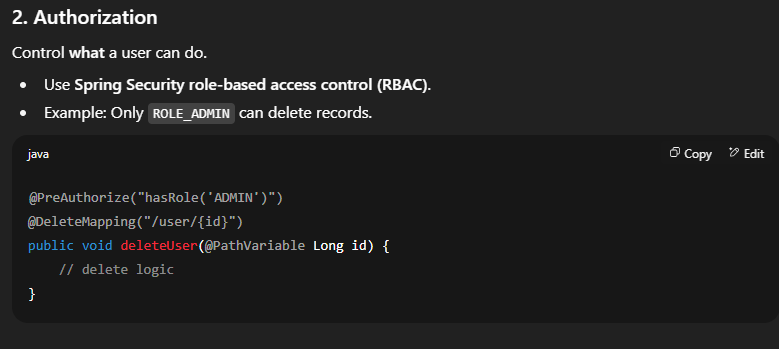 2. Authorization
Control what a user can do.
• Use Spring Security role-based access control (RBAC).
• Example: Only ROLE_ADMIN can delete records.
java
Copy Edit
@PreAuthorize("hasRole('ADMIN')")
@DeleteMapping("/user/{id}")
public void deleteUser(@PathVariable Long id) {
    // delete logic
}